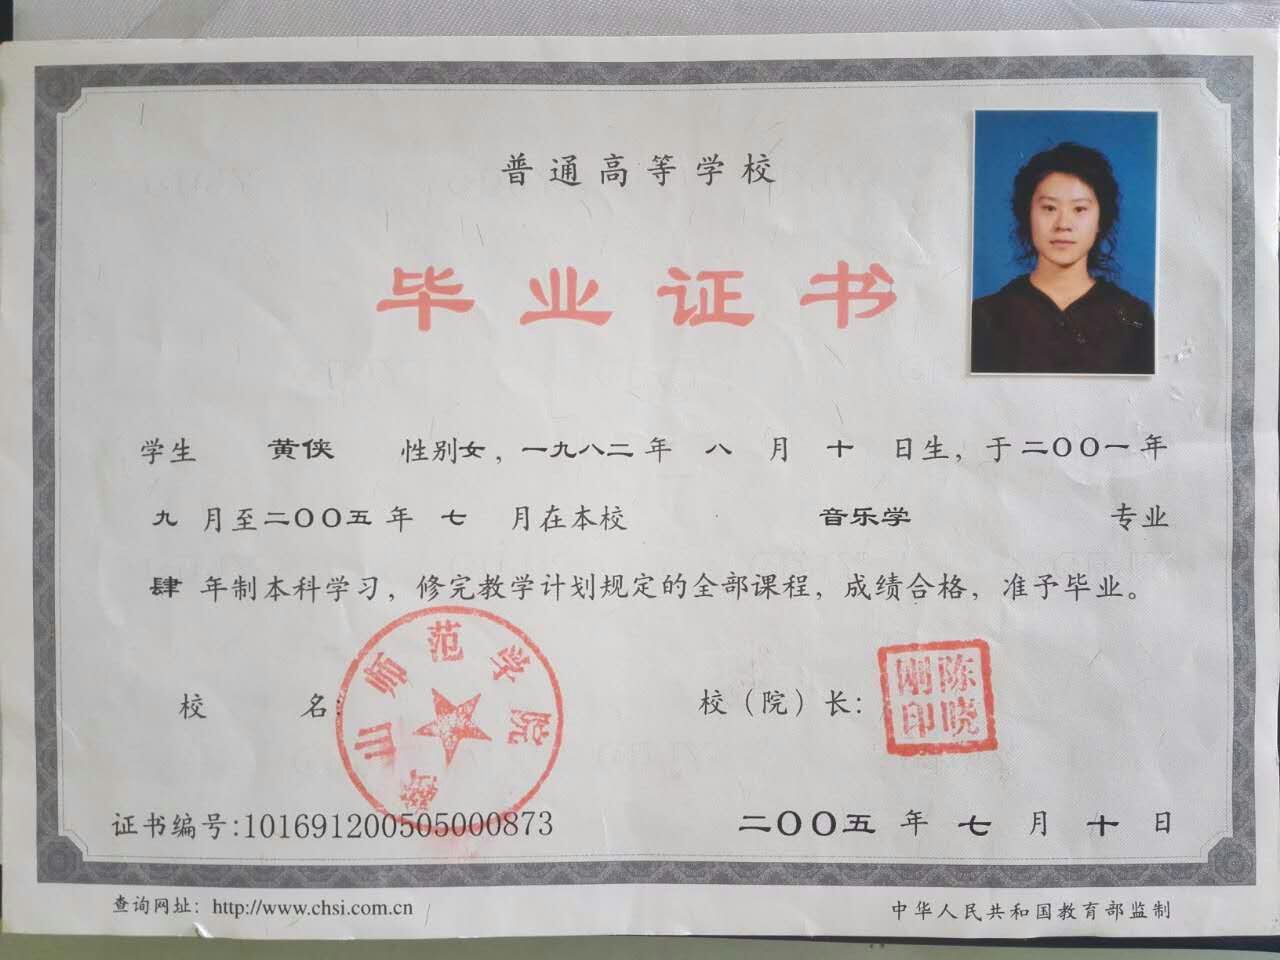 普通高等学校
毕业证书
学生 黄侠 性别女，一九八二年 八 月 十 日生，于二〇〇一年
九 月至二〇〇五年 七 月在本校 音乐学 专业
肆 年制本科学习，修完教学计划规定的全部课程，成绩合格，准予毕业。
校 名：
鞍山师范学院
校（院）长：
陈晓刚印
证书编号:101691200505000873
二〇〇五 年 七 月 十 日
查询网址：http://www.chsi.com.cn
中华人民共和国教育部监制